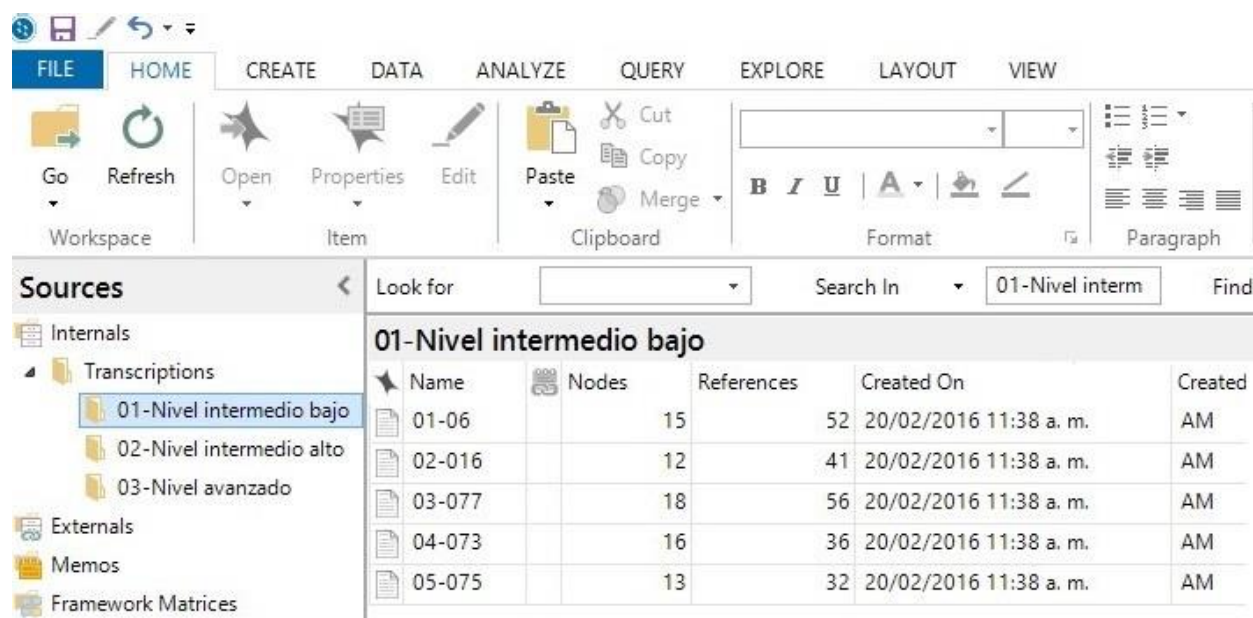 FILE HOME CREATE DATA ANALYZE QUERY EXPLORE LAYOUT VIEW
Go Refresh Open Properties Edit Paste Cut
Copy
Merge
B I U A
Workspace Item Clipboard Format Paragraph
Sources Look for Search In 01-Nivel interm Find
Internals
Transcriptions
01-Nivel intermedio bajo
02-Nivel intermedio alto
03-Nivel avanzado
Externals
Memos
Framework Matrices
01-Nivel intermedio bajo
Name Nodes References Created On Created
01-06 15 52 20/02/2016 11:38 a. m. AM
02-016 12 41 20/02/2016 11:38 a. m. AM
03-077 18 56 20/02/2016 11:38 a. m. AM
04-073 16 36 20/02/2016 11:38 a. m. AM
05-075 13 32 20/02/2016 11:38 a. m. AM